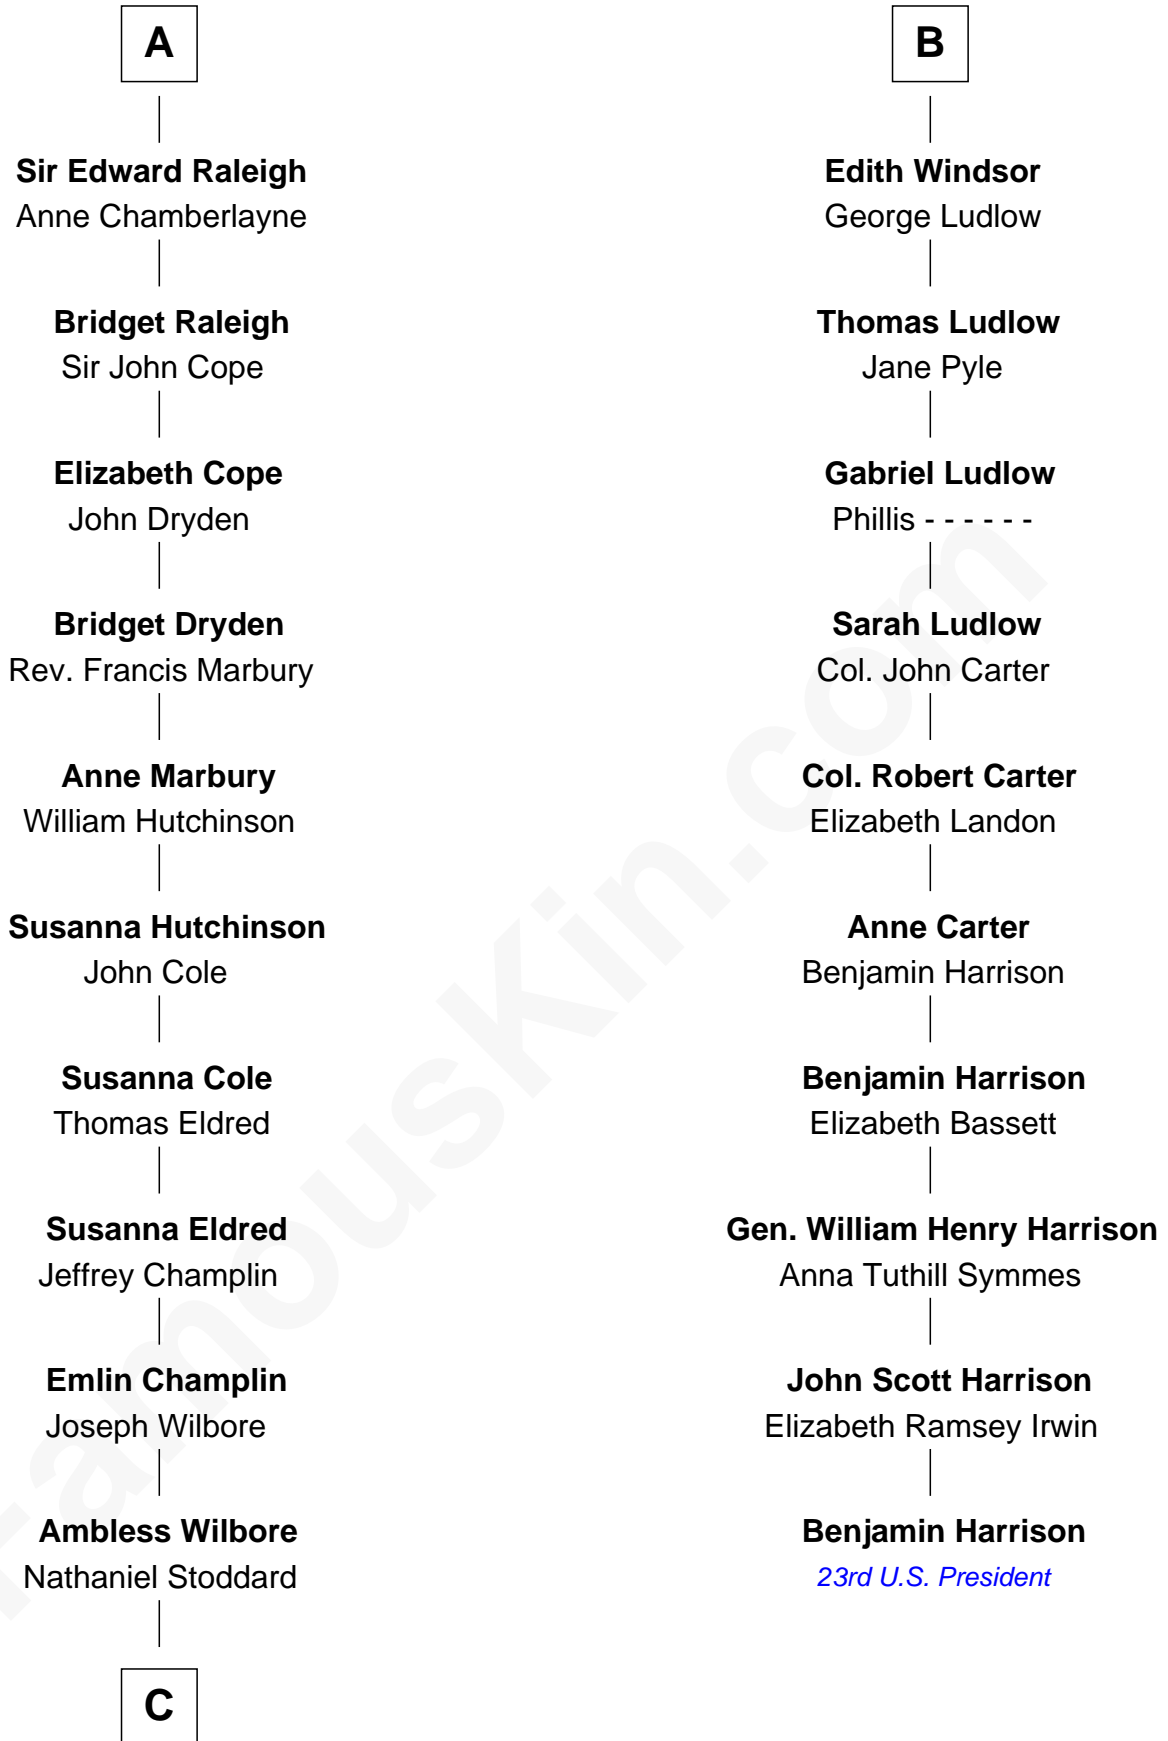 A
Sir Edward Raleigh
Anne Chamberlayne
Bridget Raleigh
Sir John Cope
Elizabeth Cope
John Dryden
Bridget Dryden
Rev. Francis Marbury
Anne Marbury
William Hutchinson
Susanna Hutchinson
John Cole
Susanna Cole
Thomas Eldred
Susanna Eldred
Jeffrey Champlin
Emlin Champlin
Joseph Wilbore
Ambless Wilbore
Nathaniel Stoddard
C
B
Edith Windsor
George Ludlow
Thomas Ludlow
Jane Pyle
Gabriel Ludlow
Phillis - - - - - -
Sarah Ludlow
Col. John Carter
Col. Robert Carter
Elizabeth Landon
Anne Carter
Benjamin Harrison
Benjamin Harrison
Elizabeth Bassett
Gen. William Henry Harrison
Anna Tuthill Symmes
John Scott Harrison
Elizabeth Ramsey Irwin
Benjamin Harrison
23rd U.S. President
FamousKin.com